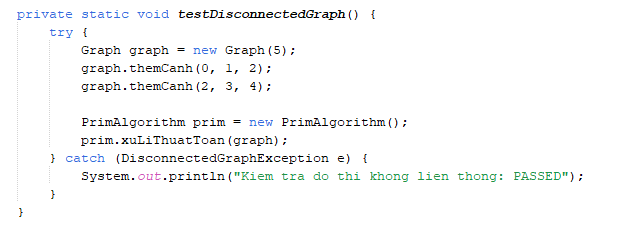 private static void testDisconnectedGraph() {
    try {
        Graph graph = new Graph(5);
        graph.themCanh(0, 1, 2);
        graph.themCanh(2, 3, 4);

        PrimAlgorithm prim = new PrimAlgorithm();
        prim.xuLiThuatToan(graph);
    } catch (DisconnectedGraphException e) {
        System.out.println("Kiem tra do thi khong lien thong: PASSED");
    }
}